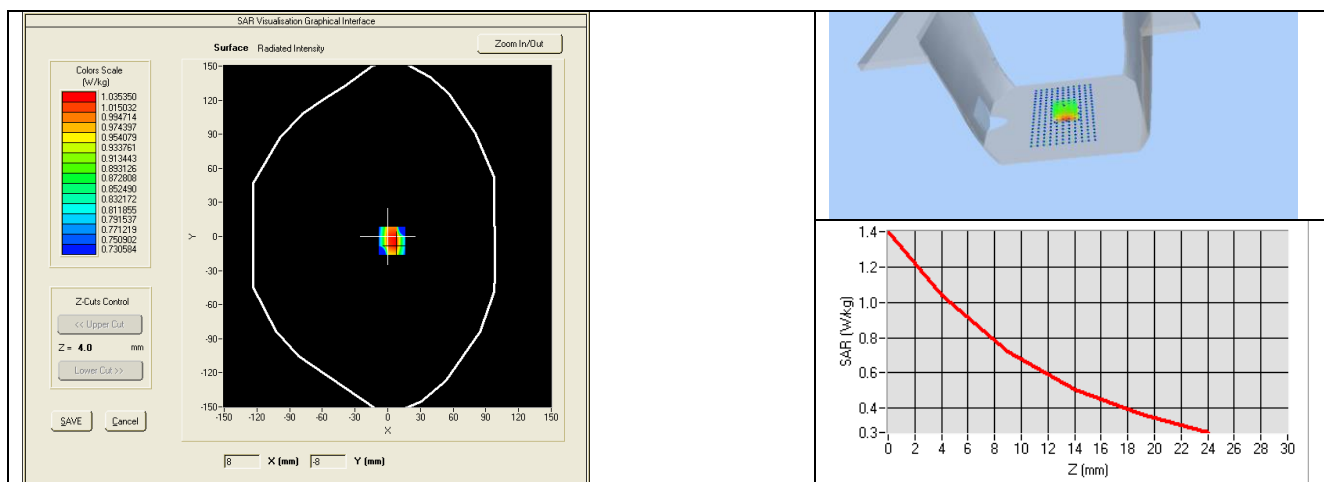 SAR Visualisation Graphical Interface
Surface Radiated Intensity
Zoom In/Out
Colors Scale
(W/kg)
1.035350
1.015032
0.994714
0.974397
0.954079
0.933761
0.913443
0.893126
0.872808
0.852490
0.832172
0.811855
0.791537
0.771219
0.750902
0.730584
Z-Cuts Control
<< Upper Cut
Z = 4.0 mm
Lower Cut >>
SAVE Cancel
150
120
90
60
30
0
-30
-60
-90
-120
-150
Y
-150 -120 -90 -60 -30 0 30 60 90 120 150
X
8 X (mm) -8 Y (mm)
1.4
1.2
1.0
0.8
0.6
0.4
0.3
SAR (W/kg)
0 2 4 6 8 10 12 14 16 18 20 22 24 26 28 30
Z (mm)